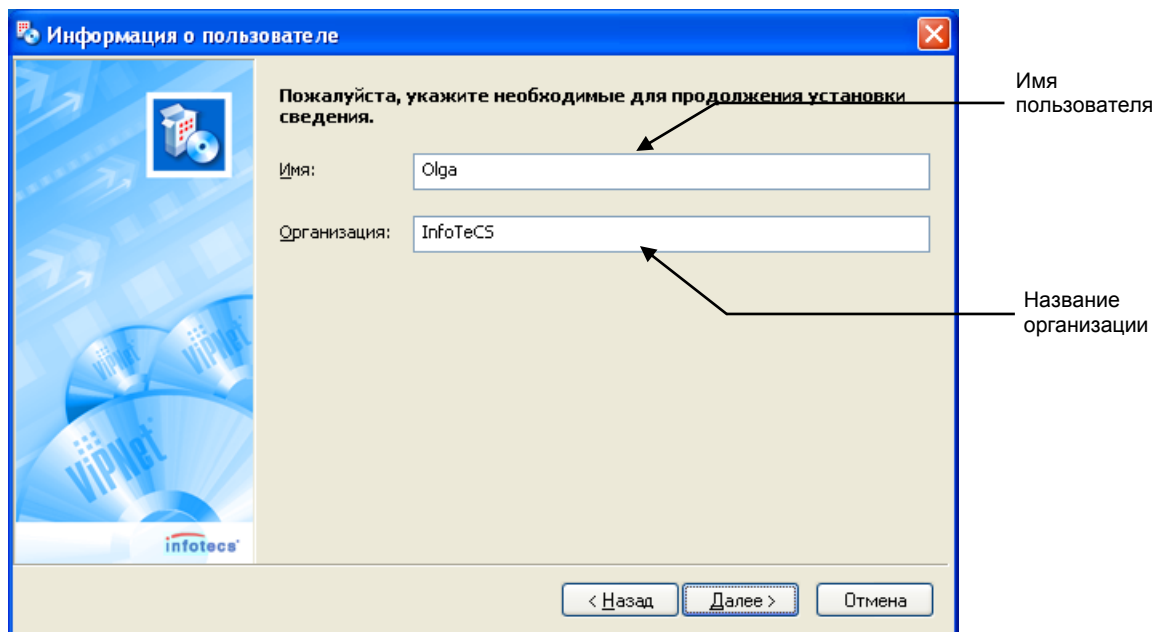 Информация о пользователе
Пожалуйста, укажите необходимые для продолжения установки
сведения.
Имя
пользователя
Имя:
Olga
Организация:
InfoTeCS
Название
организации
ViPNet
ViPNet
ViPNet
infotecs
< Назад
Далее >
Отмена